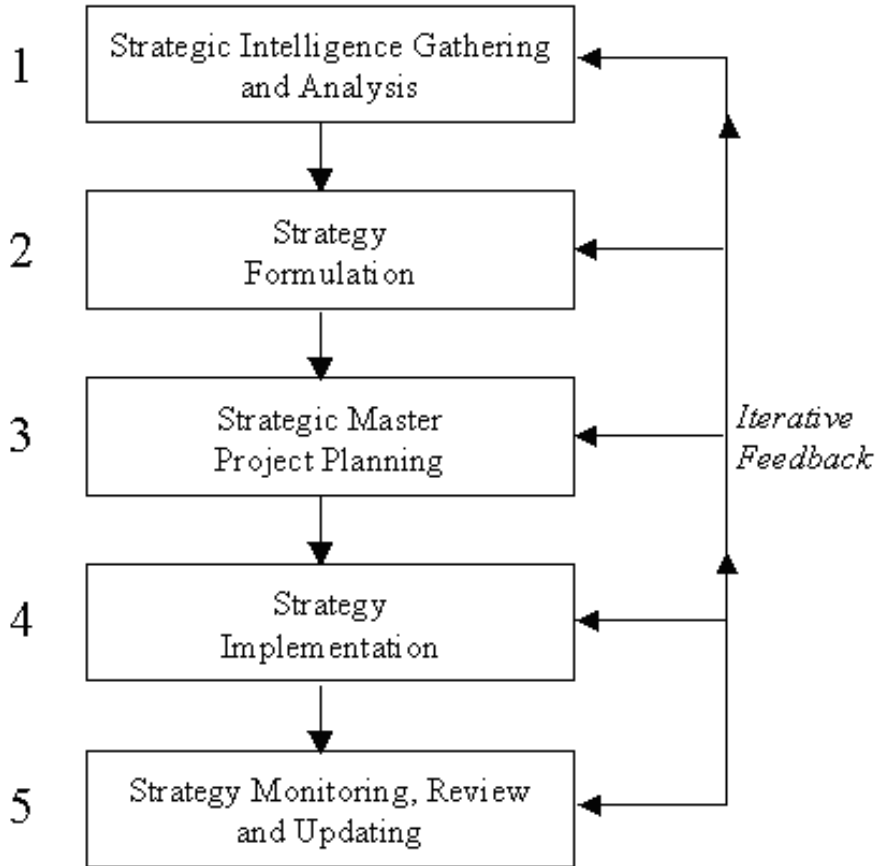 1
Strategic Intelligence Gathering
and Analysis
2
Strategy
Formulation
3
Strategic Master
Project Planning
Iterative
Feedback
4
Strategy
Implementation
5
Strategy Monitoring, Review
and Updating